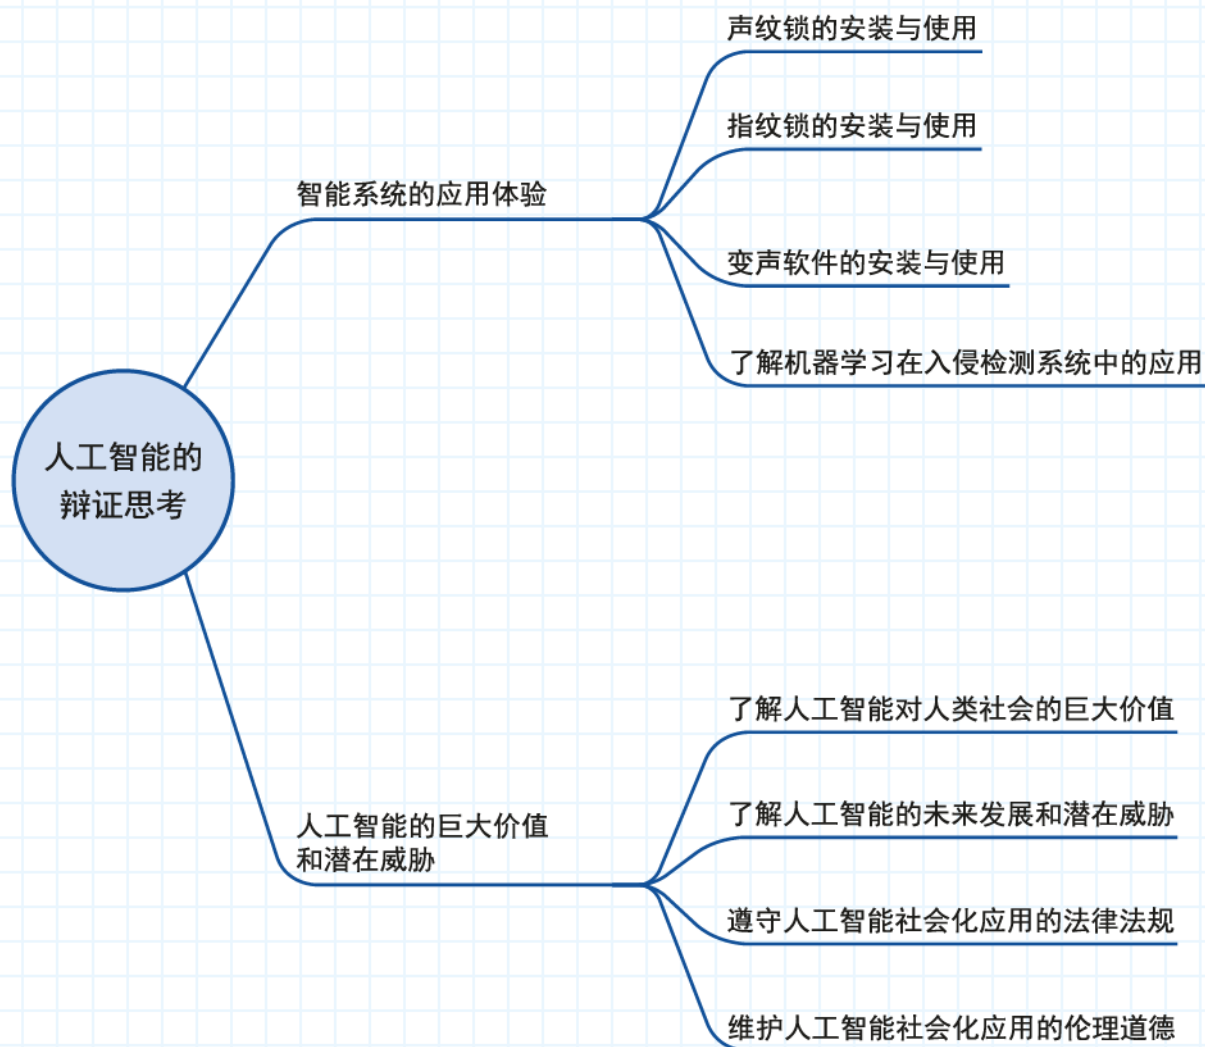 声纹锁的安装与使用
指纹锁的安装与使用
智能系统的应用体验
变声软件的安装与使用
了解机器学习在入侵检测系统中的应用
人工智能的
辩证思考
了解人工智能对人类社会的巨大价值
了解人工智能的未来发展和潜在威胁
人工智能的巨大价值
和潜在威胁
遵守人工智能社会化应用的法律法规
维护人工智能社会化应用的伦理道德